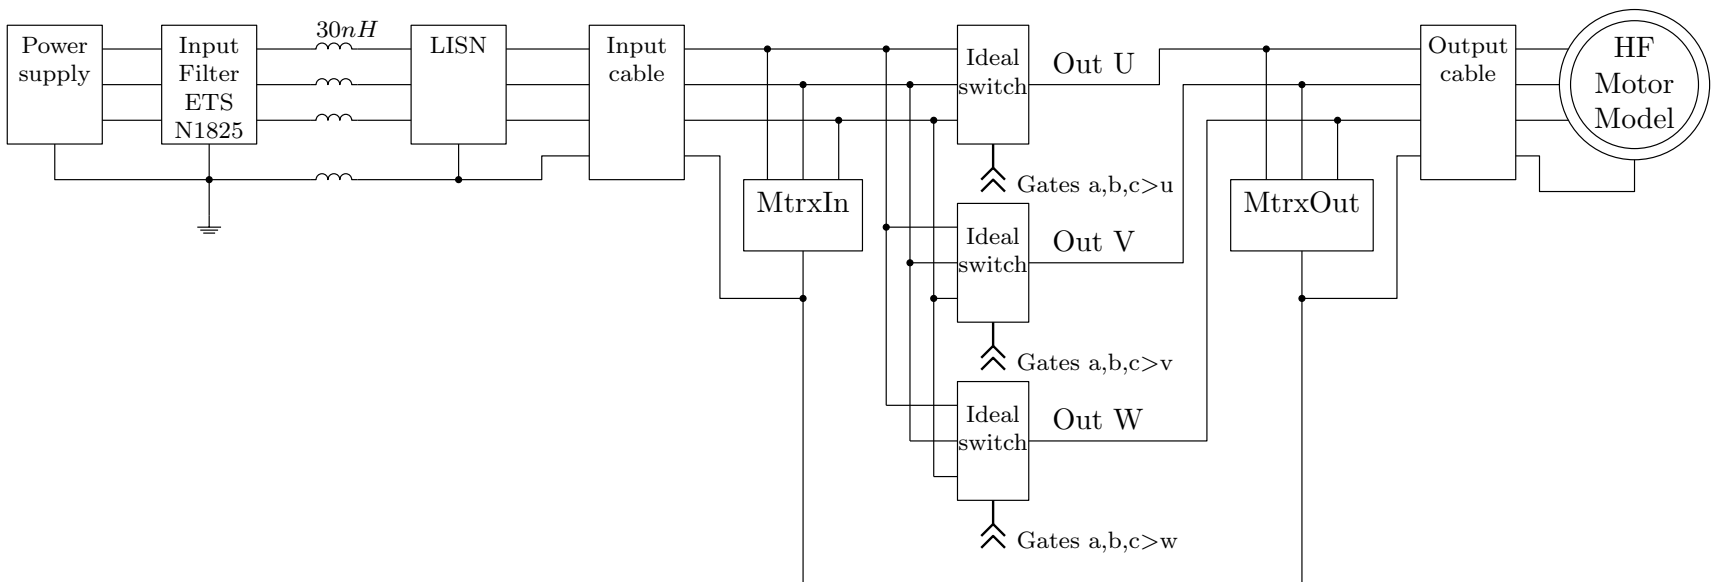 Power
supply
Input
Filter
ETS
N1825
30nH
LISN
Input
cable
MtrxIn
Ideal
switch
Out U
Gates a,b,c>u
Ideal
switch
Out V
Gates a,b,c>v
Ideal
switch
Out W
Gates a,b,c>w
MtrxOut
Output
cable
HF
Motor
Model